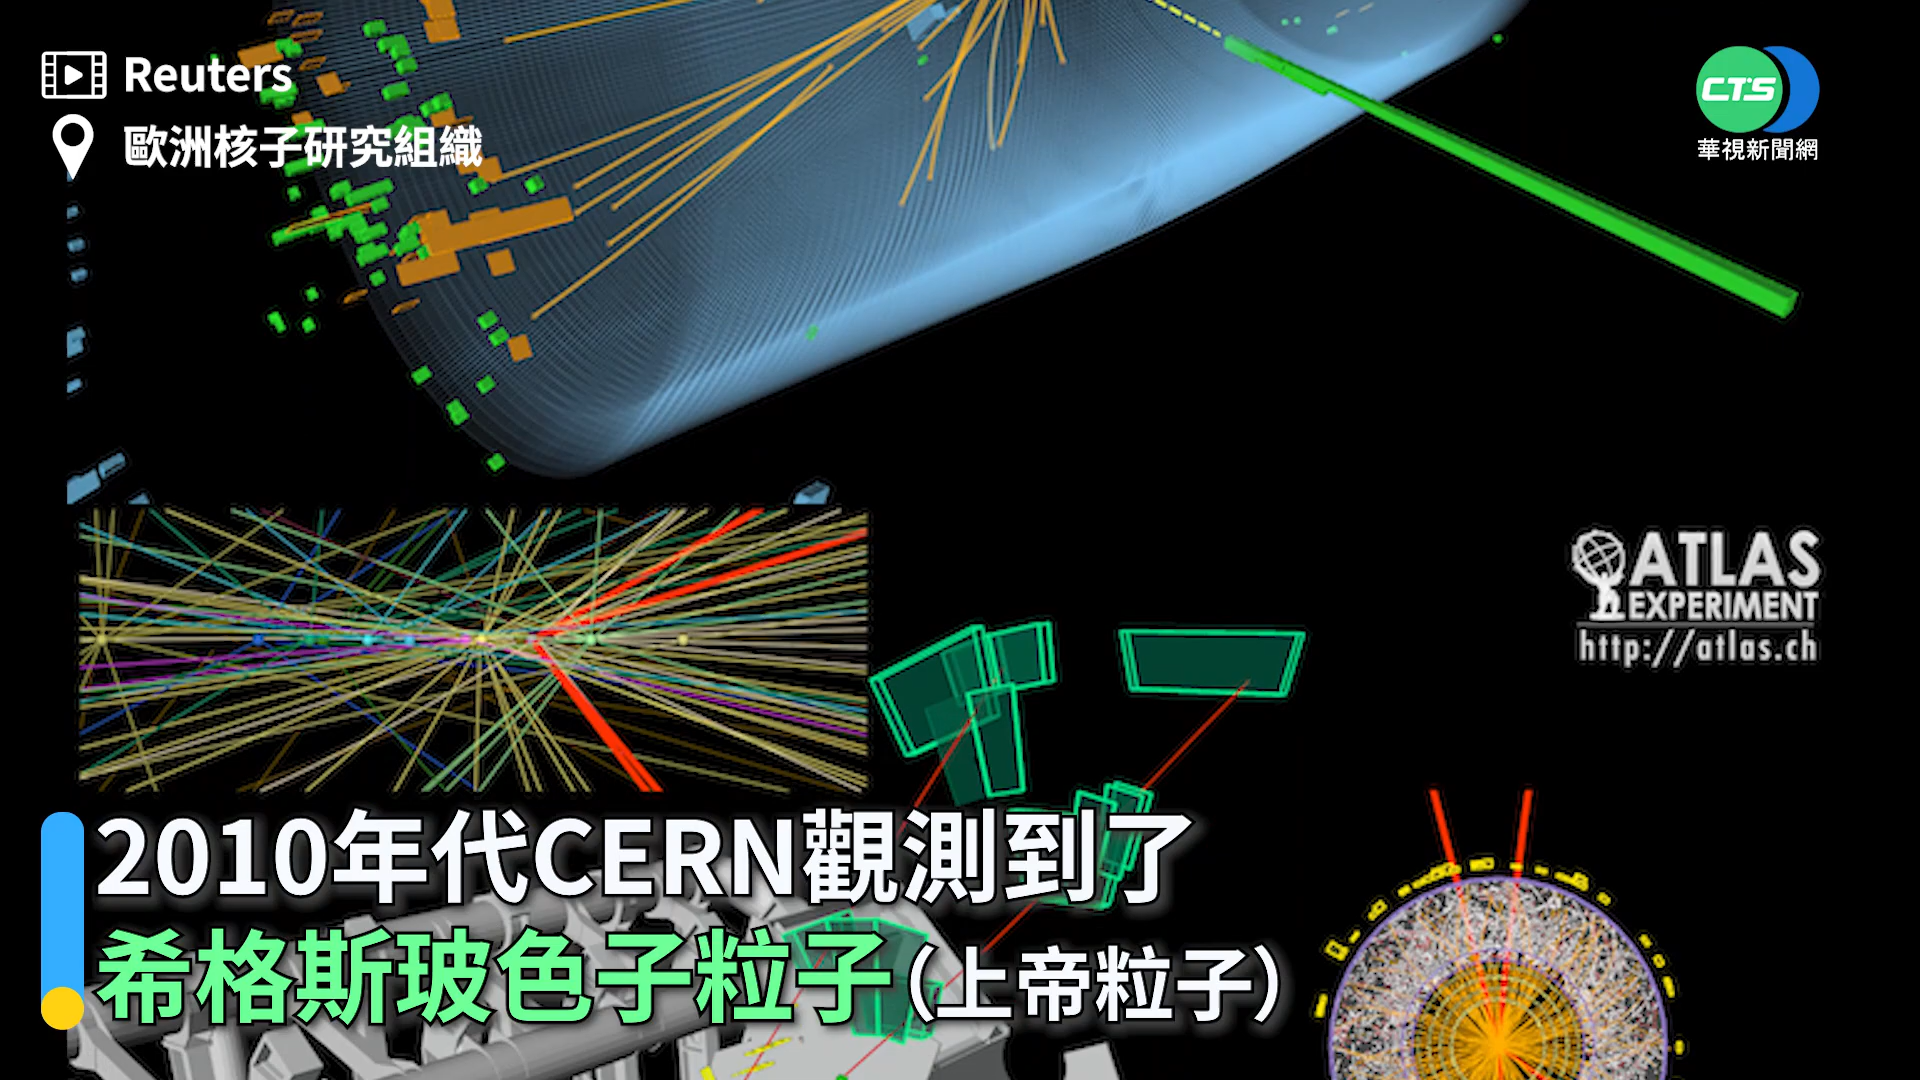 Reuters
歐洲核子研究組織
CTS
華視新聞網
ATLAS
EXPERIMENT
http://atlas.ch
2010年代CERN觀測到了
希格斯玻色子粒子(上帝粒子)